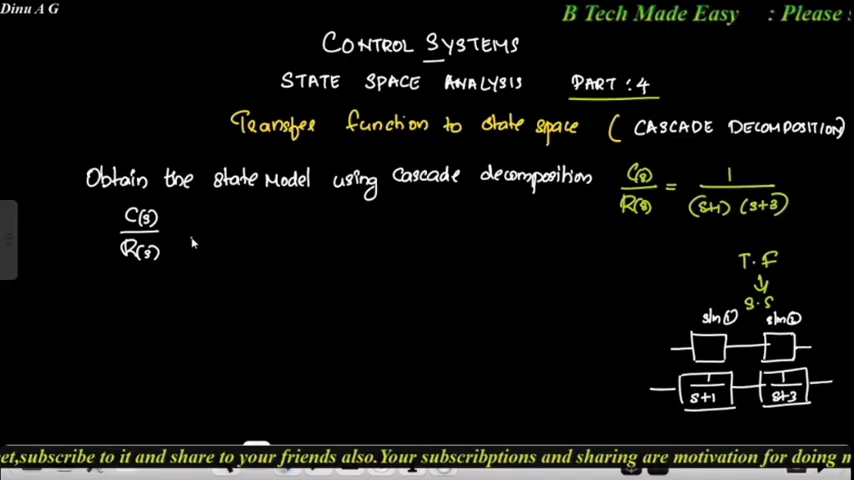 Dinu A G
B Tech Made Easy : Please
CONTROL SYSTEMS
STATE SPACE ANALYSIS PART : 4
Transfer function to state space ( CASCADE DECOMPOSITION)
Obtain the state Model using Cascade decomposition C(s)/R(s) = 1/(s+1) (s+3)
C(s)
R(s)
T.F
S.S
s/n ① s/n ②
1/s+1 1/s+3
et,subscribe to it and share to your friends also.Your subscribptions and sharing are motivation for doing